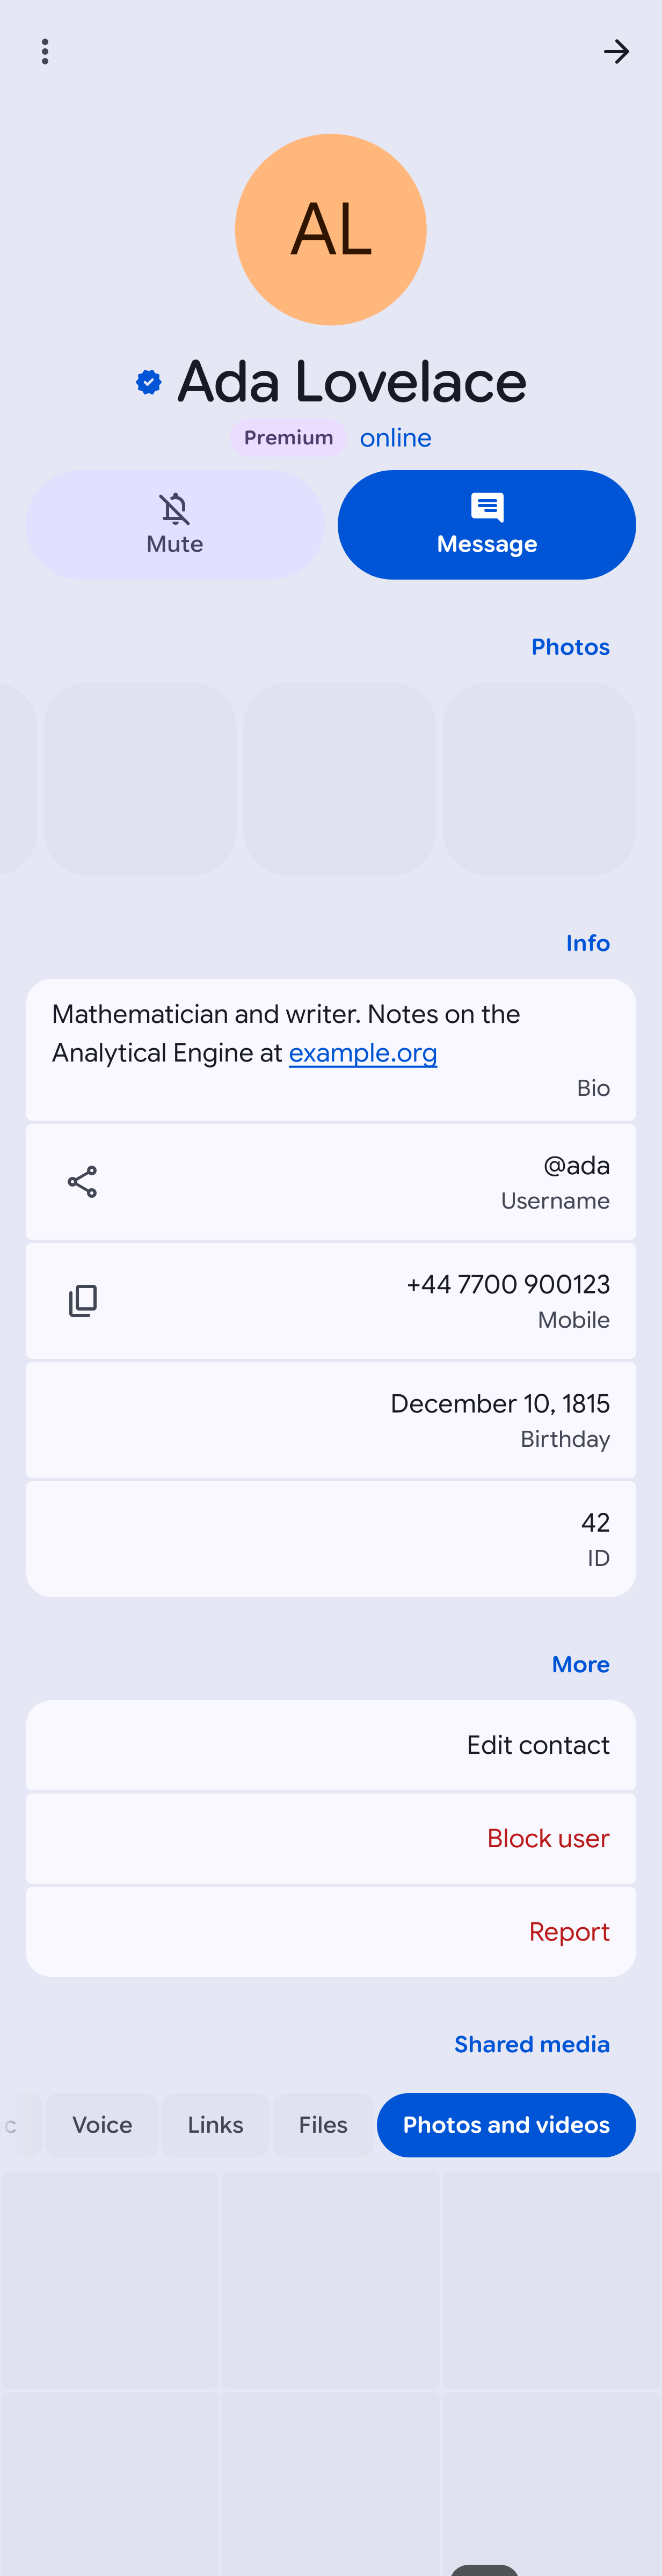 AL
Ada Lovelace
Premium online
Mute
Message
Photos
Info
Mathematician and writer. Notes on the
Analytical Engine at example.org
Bio
@ada
Username
+44 7700 900123
Mobile
December 10, 1815
Birthday
42
ID
More
Edit contact
Block user
Report
Shared media
Photos and videos
Files
Links
Voice